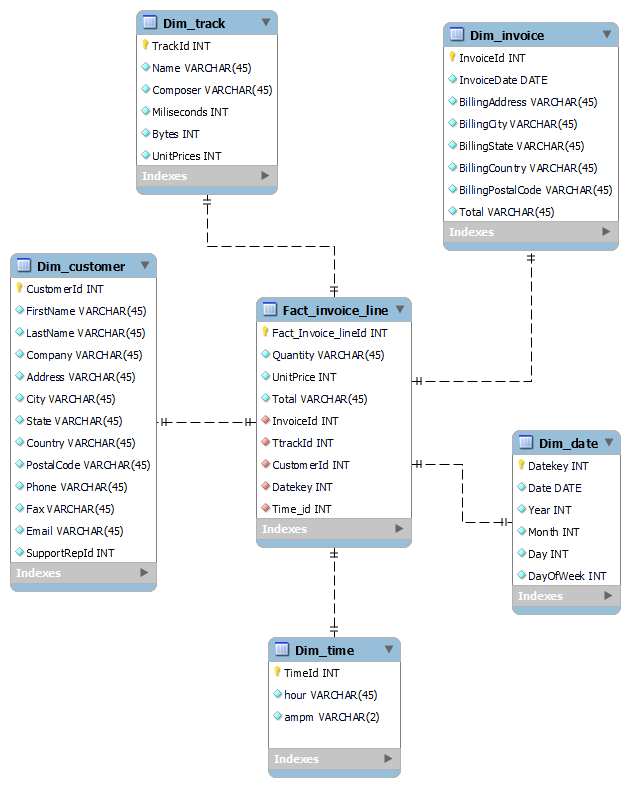 Dim_track
TrackId INT
Name VARCHAR(45)
Composer VARCHAR(45)
Miliseconds INT
Bytes INT
UnitPrices INT
Indexes
Dim_invoice
InvoiceId INT
InvoiceDate DATE
BillingAddress VARCHAR(45)
BillingCity VARCHAR(45)
BillingState VARCHAR(45)
BillingCountry VARCHAR(45)
BillingPostalCode VARCHAR(45)
Total VARCHAR(45)
Indexes
Dim_customer
CustomerId INT
FirstName VARCHAR(45)
LastName VARCHAR(45)
Company VARCHAR(45)
Address VARCHAR(45)
City VARCHAR(45)
State VARCHAR(45)
Country VARCHAR(45)
PostalCode VARCHAR(45)
Phone VARCHAR(45)
Fax VARCHAR(45)
Email VARCHAR(45)
SupportRepId INT
Indexes
Fact_invoice_line
Fact_Invoice_lineId INT
Quantity VARCHAR(45)
UnitPrice INT
Total VARCHAR(45)
InvoiceId INT
TtrackId INT
CustomerId INT
Datekey INT
Time_id INT
Indexes
Dim_date
Datekey INT
Date DATE
Year INT
Month INT
Day INT
DayOfWeek INT
Indexes
Dim_time
TimeId INT
hour VARCHAR(45)
ampm VARCHAR(2)
Indexes